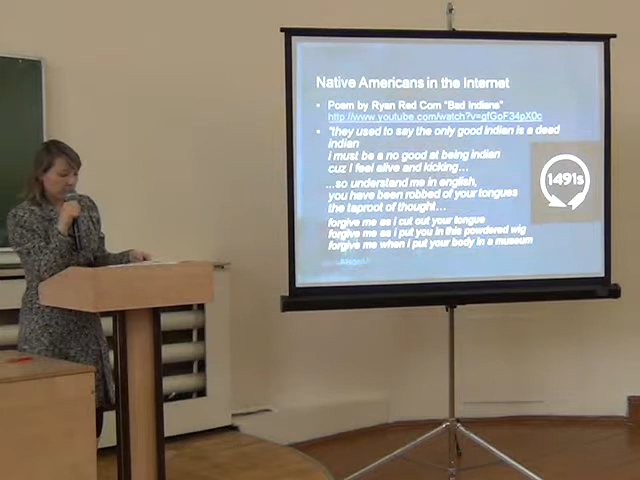 Native Americans in the Internet
• Poem by Ryan Red Corn "Bad Indians"
http://www.youtube.com/watch?v=gfGoF34pX0c
• "they used to say the only good indian is a dead
indian
i must be a no good at being indian
cuz I feel alive and kicking…
…so understand me in english,
you have been robbed of your tongues
the taproot of thought…
forgive me as i cut out your tongue
forgive me as i put you in this powdered wig
forgive me when i put your body in a museum
1491s